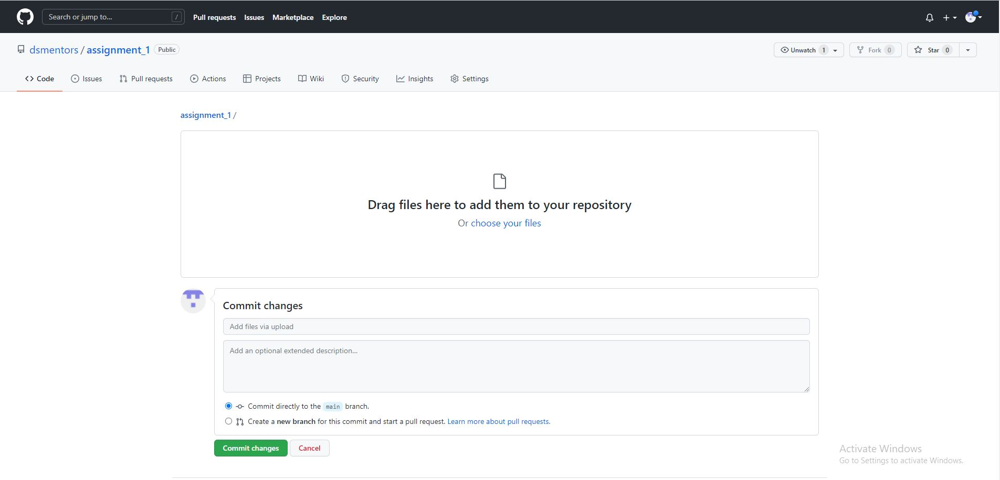 Search or jump to... /
Pull requests Issues Marketplace Explore
dsmentors / assignment_1 Public
Unwatch 1 Fork 0 Star 0
Code Issues Pull requests Actions Projects Wiki Security Insights Settings
assignment_1 /
Drag files here to add them to your repository
Or choose your files
Commit changes
Add files via upload
Add an optional extended description...
Commit directly to the main branch.
Create a new branch for this commit and start a pull request. Learn more about pull requests.
Commit changes Cancel
Activate Windows
Go to Settings to activate Windows.